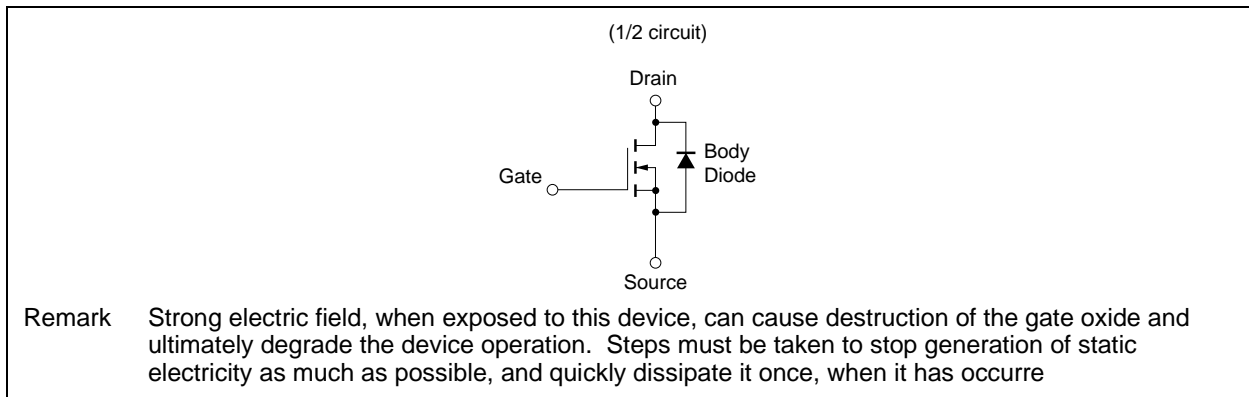 (1/2 circuit)
Drain
Body
Diode
Gate
Source
Remark Strong electric field, when exposed to this device, can cause destruction of the gate oxide and
ultimately degrade the device operation. Steps must be taken to stop generation of static
electricity as much as possible, and quickly dissipate it once, when it has occurre